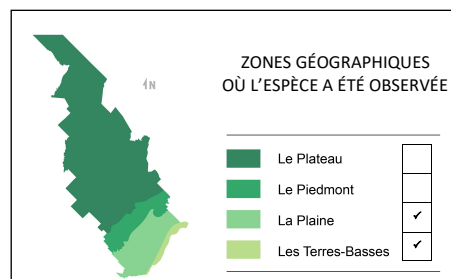 ZONES GÉOGRAPHIQUES
OÙ L'ESPÈCE A ÉTÉ OBSERVÉE
N
Le Plateau
Le Piedmont
La Plaine ✓
Les Terres-Basses ✓